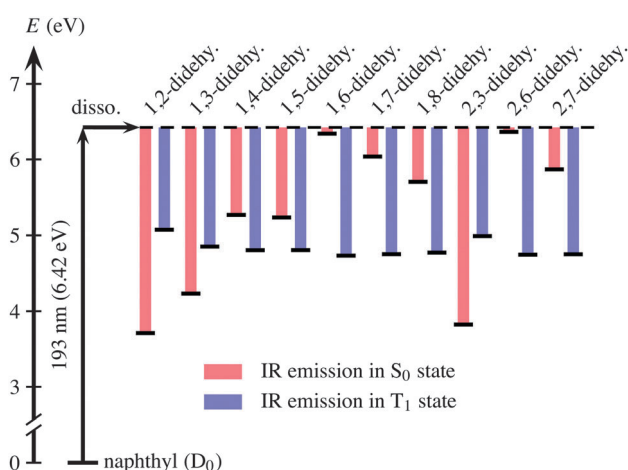 E (eV)
1,2-didehy.
1,3-didehy.
1,4-didehy.
1,5-didehy.
1,6-didehy.
1,7-didehy.
1,8-didehy.
2,3-didehy.
2,6-didehy.
2,7-didehy.
7
disso.
6
5
4
3
0
193 nm (6.42 eV)
IR emission in S₀ state
IR emission in T₁ state
naphthyl (D₀)